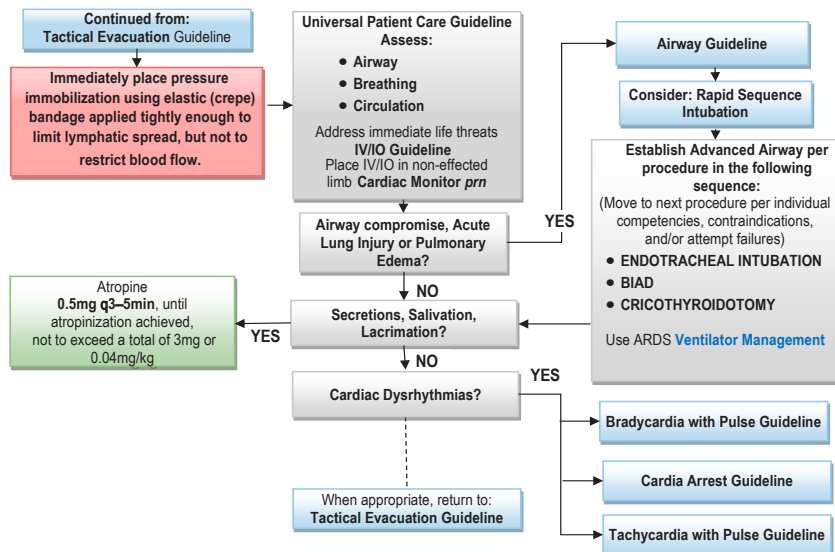 Continued from:
Tactical Evacuation Guideline
Immediately place pressure
immobilization using elastic (crepe)
bandage applied tightly enough to
limit lymphatic spread, but not to
restrict blood flow.
Universal Patient Care Guideline
Assess:
• Airway
• Breathing
• Circulation
Address immediate life threats
IV/IO Guideline
Place IV/IO in non-effected
limb Cardiac Monitor prn
Airway compromise, Acute
Lung Injury or Pulmonary
Edema?
YES
Airway Guideline
Consider: Rapid Sequence
Intubation
Establish Advanced Airway per
procedure in the following
sequence:
(Move to next procedure per individual
competencies, contraindications,
and/or attempt failures)
• ENDOTRACHEAL INTUBATION
• BIAD
• CRICOTHYROIDOTOMY
Use ARDS Ventilator Management
NO
Secretions, Salivation,
Lacrimation?
YES
Atropine
0.5mg q3–5min, until
atropinization achieved,
not to exceed a total of 3mg or
0.04mg/kg
NO
Cardiac Dysrhythmias?
YES
Bradycardia with Pulse Guideline
Cardia Arrest Guideline
Tachycardia with Pulse Guideline
When appropriate, return to:
Tactical Evacuation Guideline